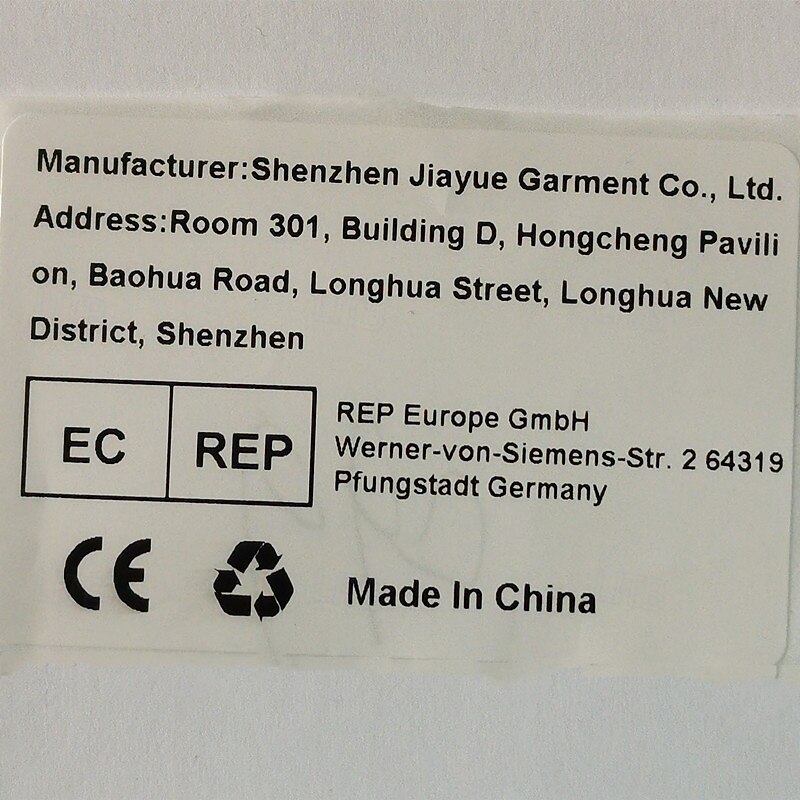 Manufacturer:Shenzhen Jiayue Garment Co., Ltd.
Address:Room 301, Building D, Hongcheng Pavili
on, Baohua Road, Longhua Street, Longhua New
District, Shenzhen
EC REP
REP Europe GmbH
Werner-von-Siemens-Str. 2 64319
Pfungstadt Germany
CE
Made In China